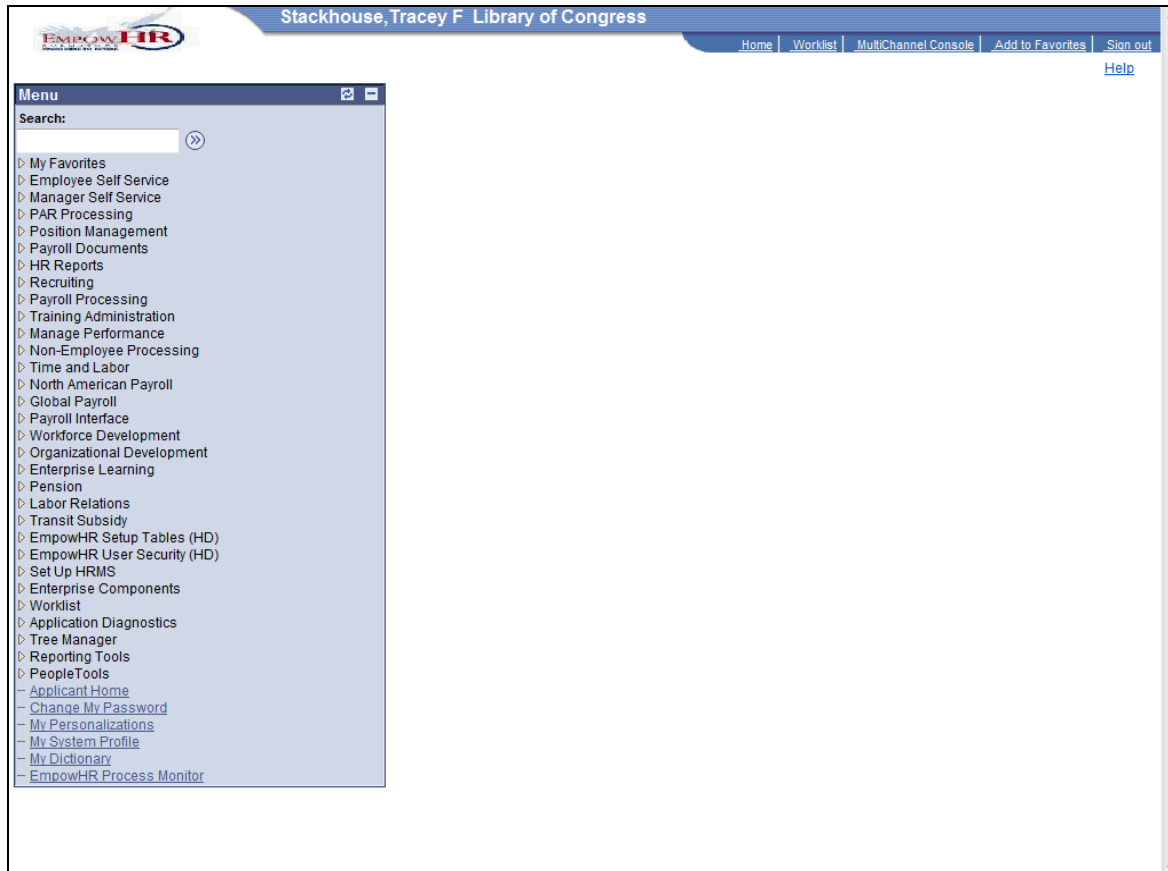 Stackhouse,Tracey F Library of Congress
EMPOWHR
Home Worklist MultiChannel Console Add to Favorites Sign out
Help
Menu
Search:
My Favorites
Employee Self Service
Manager Self Service
PAR Processing
Position Management
Payroll Documents
HR Reports
Recruiting
Payroll Processing
Training Administration
Manage Performance
Non-Employee Processing
Time and Labor
North American Payroll
Global Payroll
Payroll Interface
Workforce Development
Organizational Development
Enterprise Learning
Pension
Labor Relations
Transit Subsidy
EmpowHR Setup Tables (HD)
EmpowHR User Security (HD)
Set Up HRMS
Enterprise Components
Worklist
Application Diagnostics
Tree Manager
Reporting Tools
PeopleTools
Applicant Home
Change My Password
My Personalizations
My System Profile
My Dictionary
EmpowHR Process Monitor